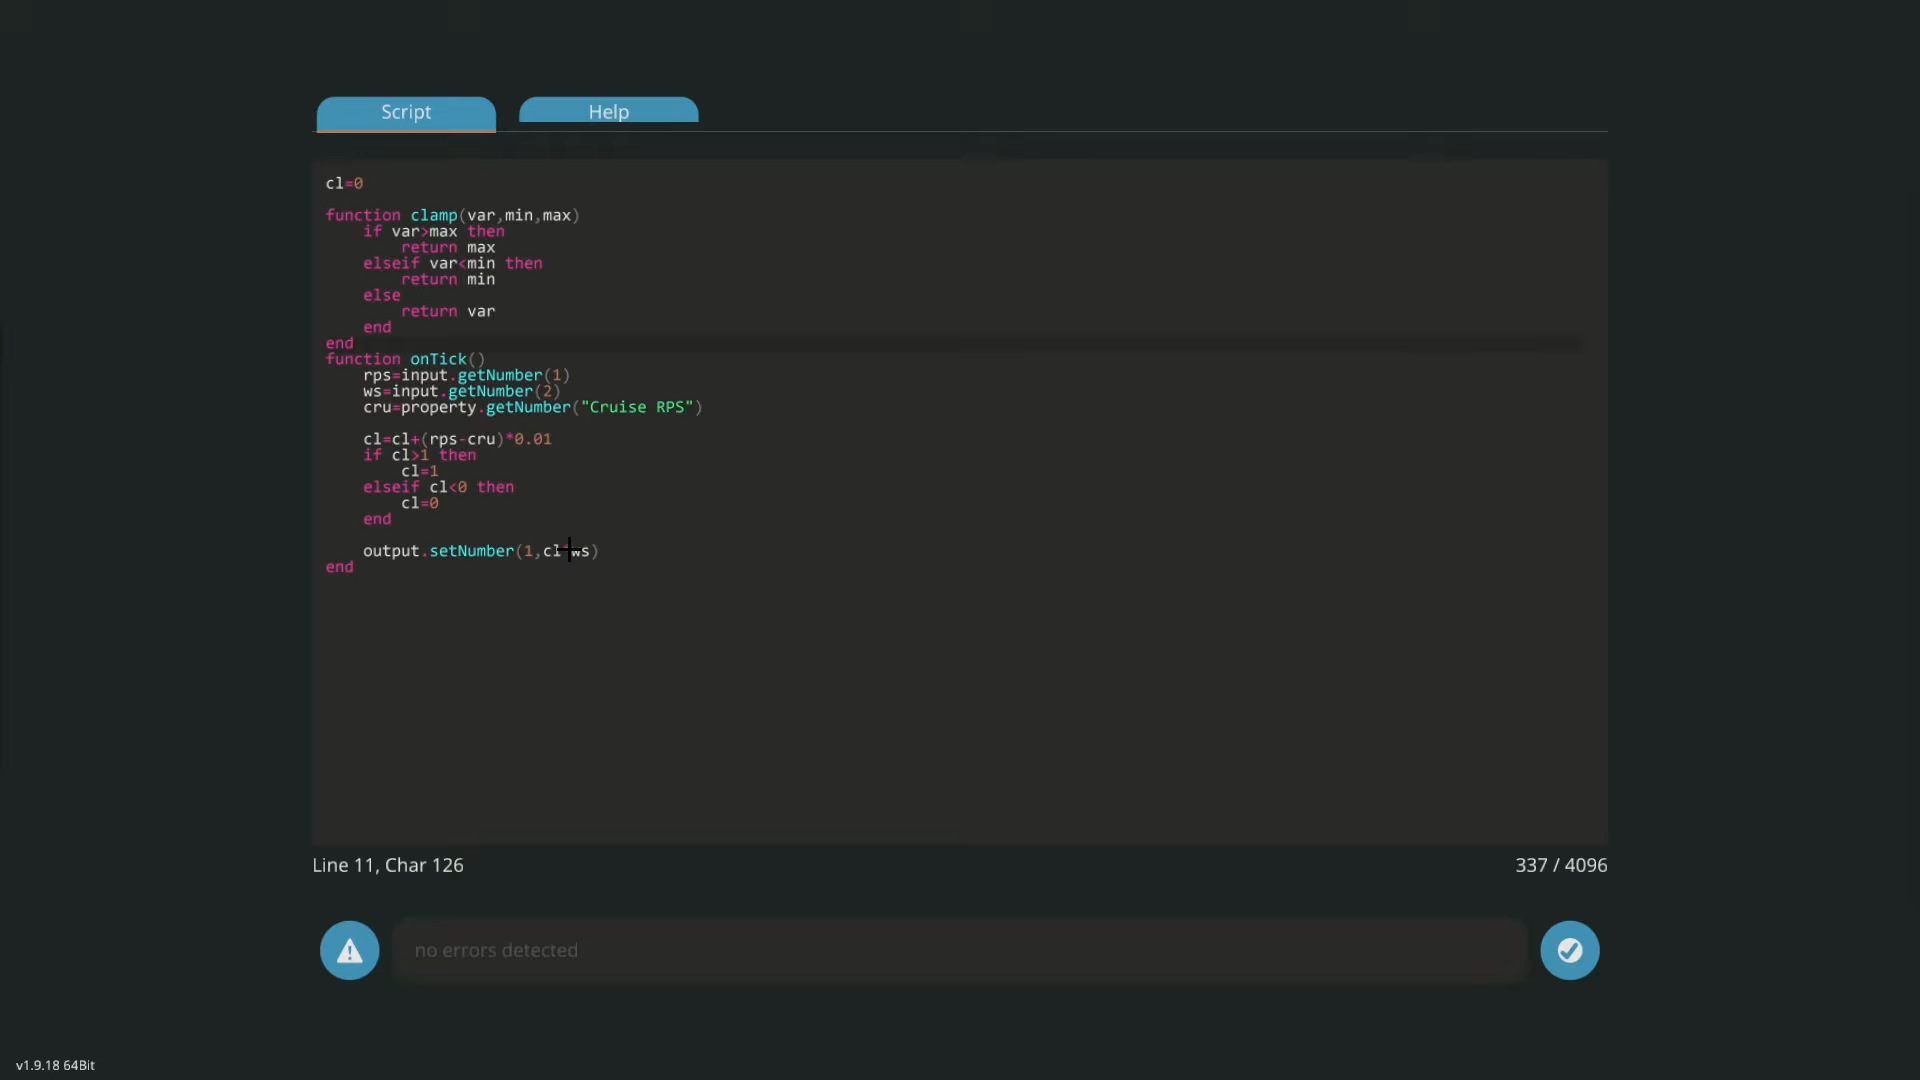 Script
Help
cl=0
function clamp(var,min,max)
if var>max then
return max
elseif var<min then
return min
else
return var
end
end
function onTick()
rps=input.getNumber(1)
ws=input.getNumber(2)
cru=property.getNumber("Cruise RPS")
cl=cl+(rps-cru)*0.01
if cl>1 then
cl=1
elseif cl<0 then
cl=0
end
output.setNumber(1,cl ws)
end
Line 11, Char 126
337 / 4096
no errors detected
v1.9.18 64Bit